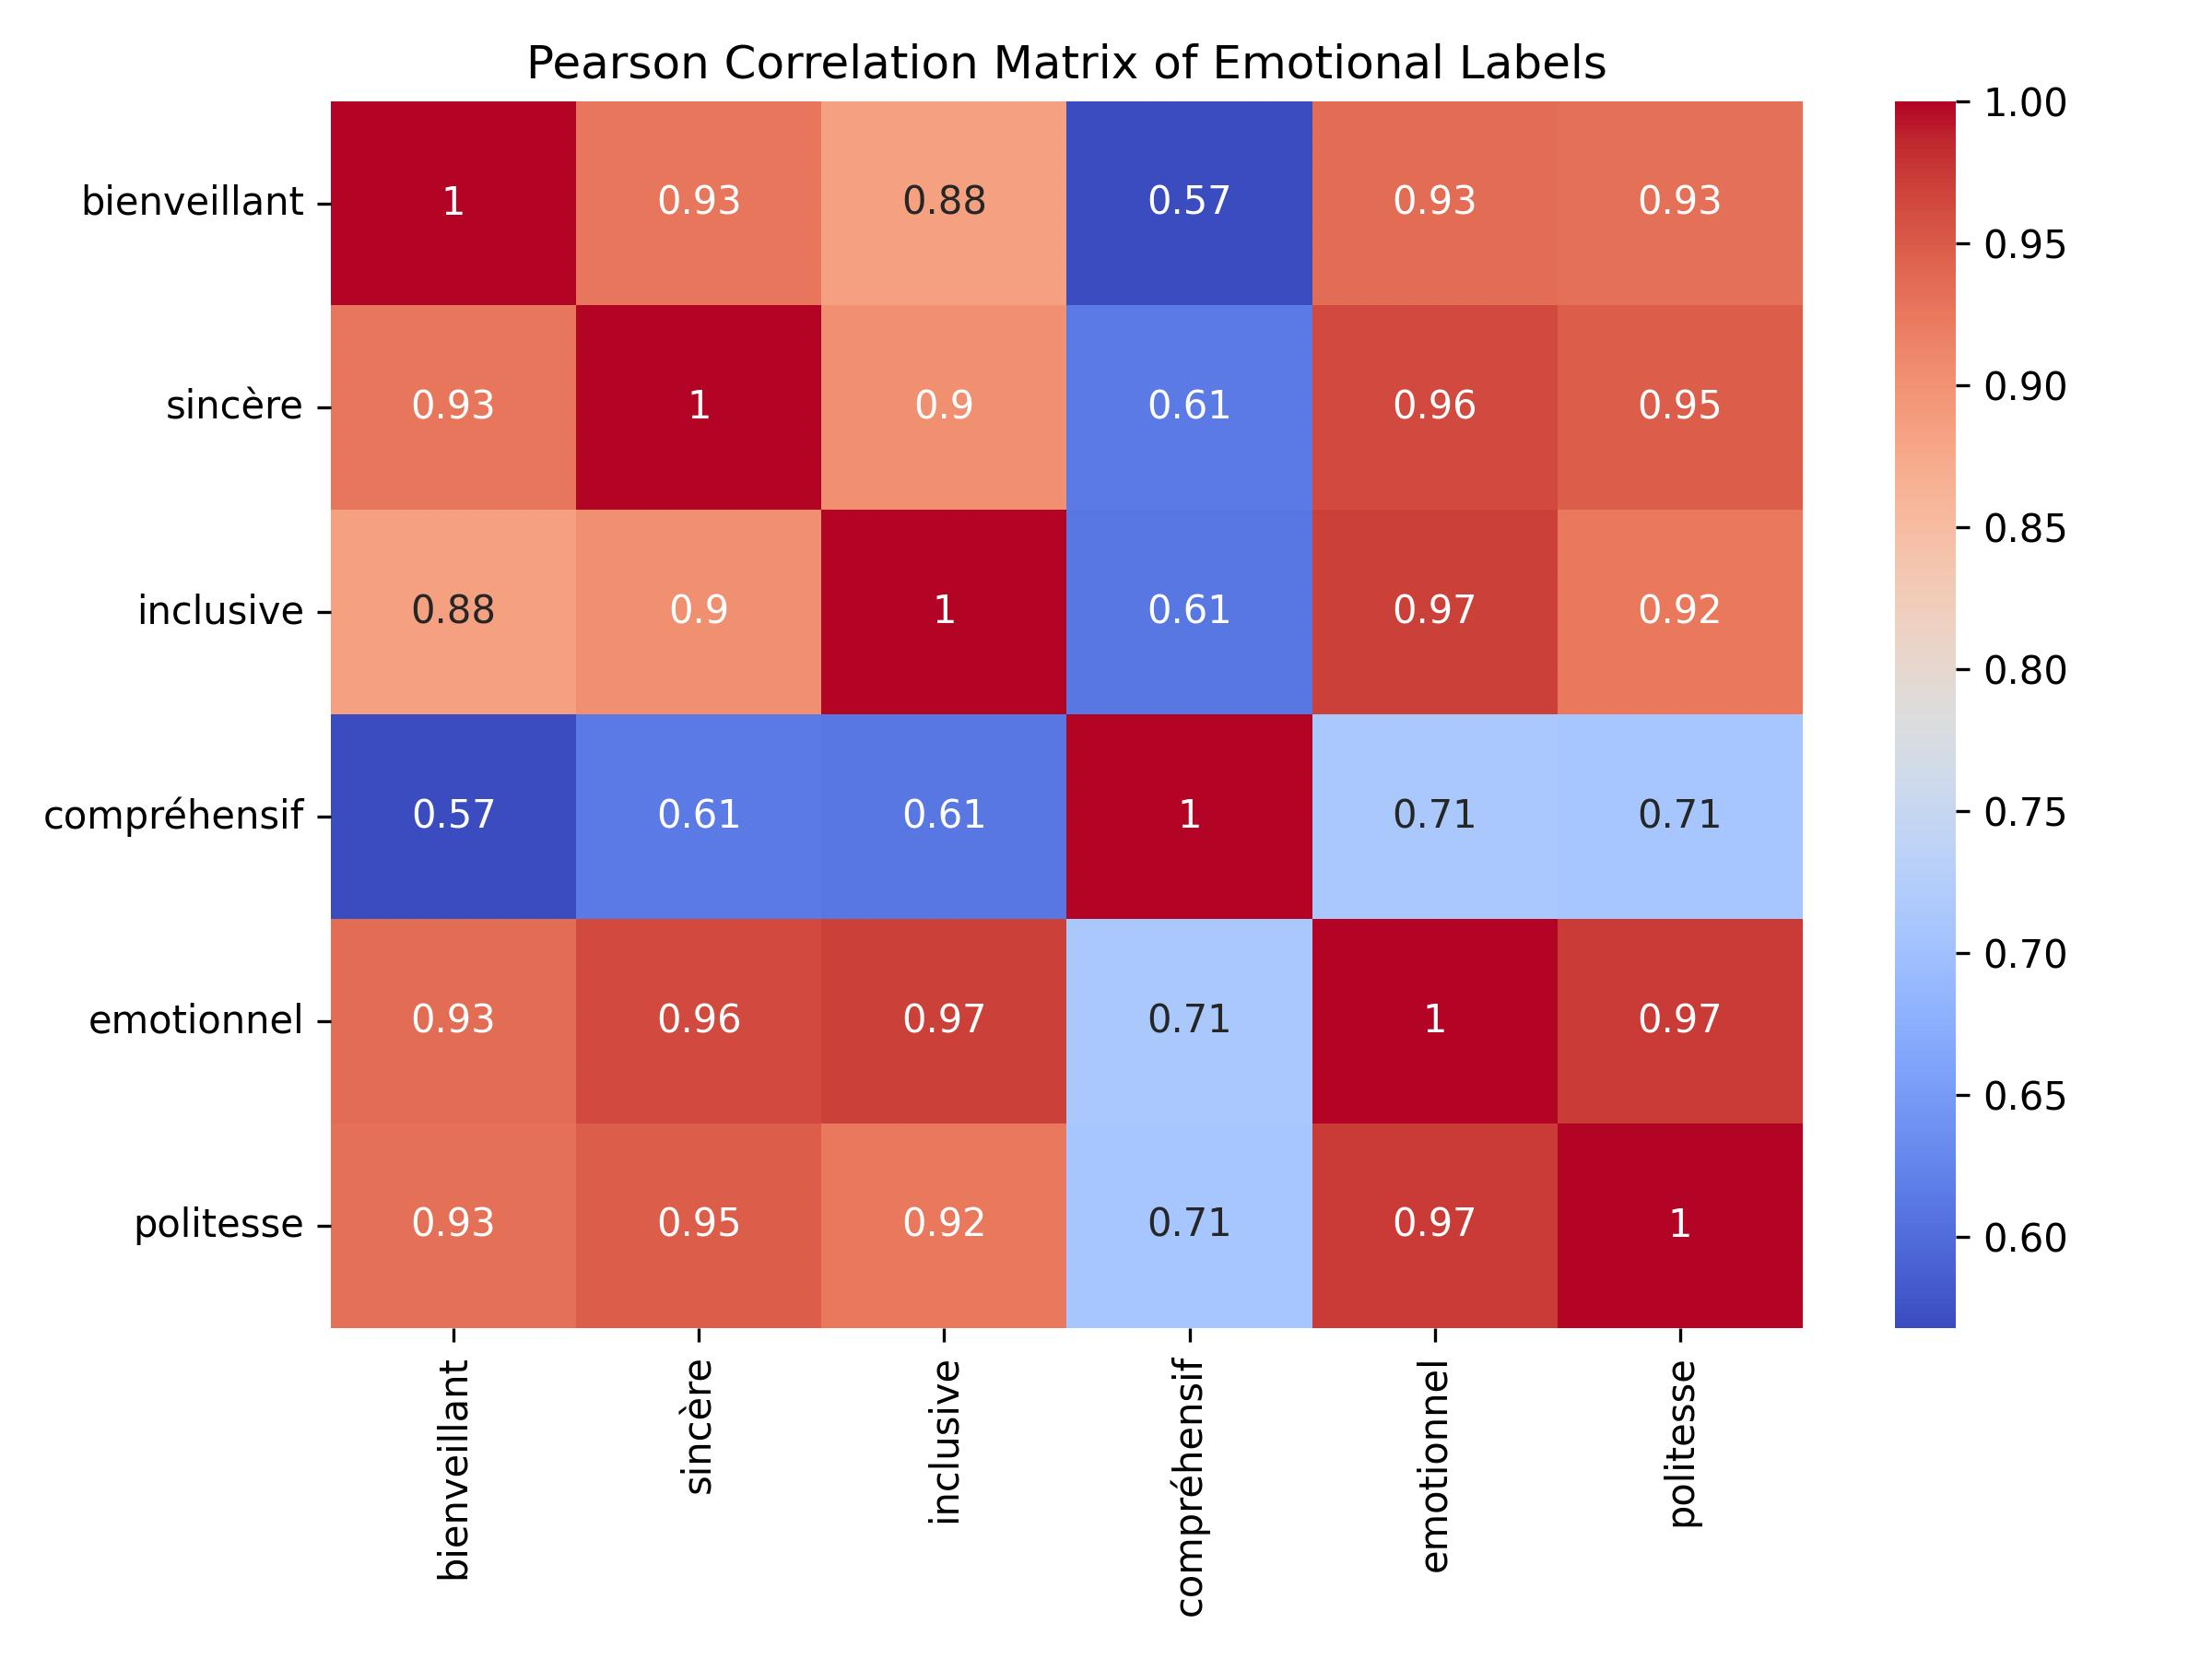 Pearson Correlation Matrix of Emotional Labels
bienveillant 1 0.93 0.88 0.57 0.93 0.93
sincère 0.93 1 0.9 0.61 0.96 0.95
inclusive 0.88 0.9 1 0.61 0.97 0.92
compréhensif 0.57 0.61 0.61 1 0.71 0.71
emotionnel 0.93 0.96 0.97 0.71 1 0.97
politesse 0.93 0.95 0.92 0.71 0.97 1
bienveillant
sincère
inclusive
compréhensif
emotionnel
politesse
1.00
0.95
0.90
0.85
0.80
0.75
0.70
0.65
0.60